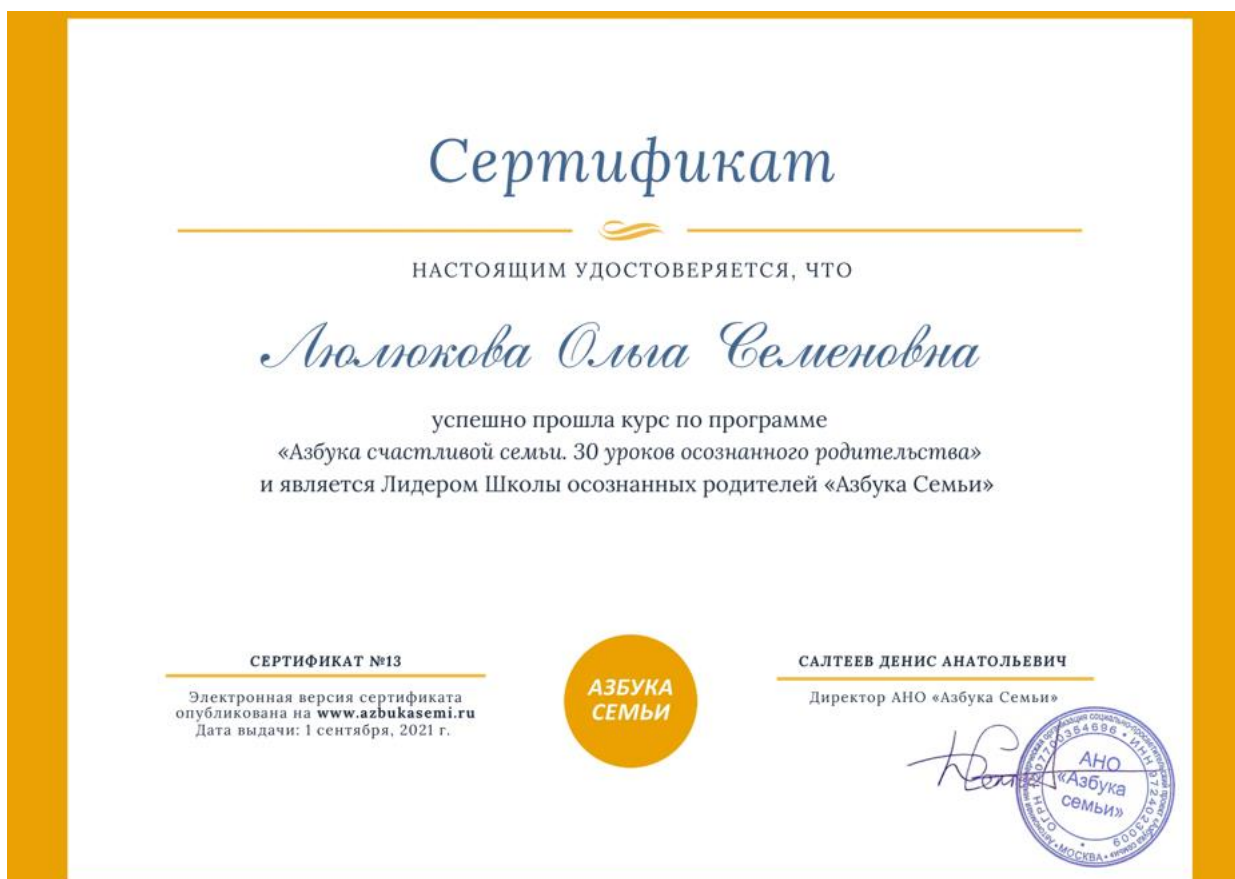 Сертификат
НАСТОЯЩИМ УДОСТОВЕРЯЕТСЯ, ЧТО
Люлюкова Ольга Семеновна
успешно прошла курс по программе
«Азбука счастливой семьи. 30 уроков осознанного родительства»
и является Лидером Школы осознанных родителей «Азбука Семьи»
СЕРТИФИКАТ №13
Электронная версия сертификата
опубликована на www.azbukasemi.ru
Дата выдачи: 1 сентября, 2021 г.
АЗБУКА
СЕМЬИ
САЛТЕЕВ ДЕНИС АНАТОЛЬЕВИЧ
Директор АНО «Азбука Семьи»
АНО
«Азбука
семьи»
МОСКВА